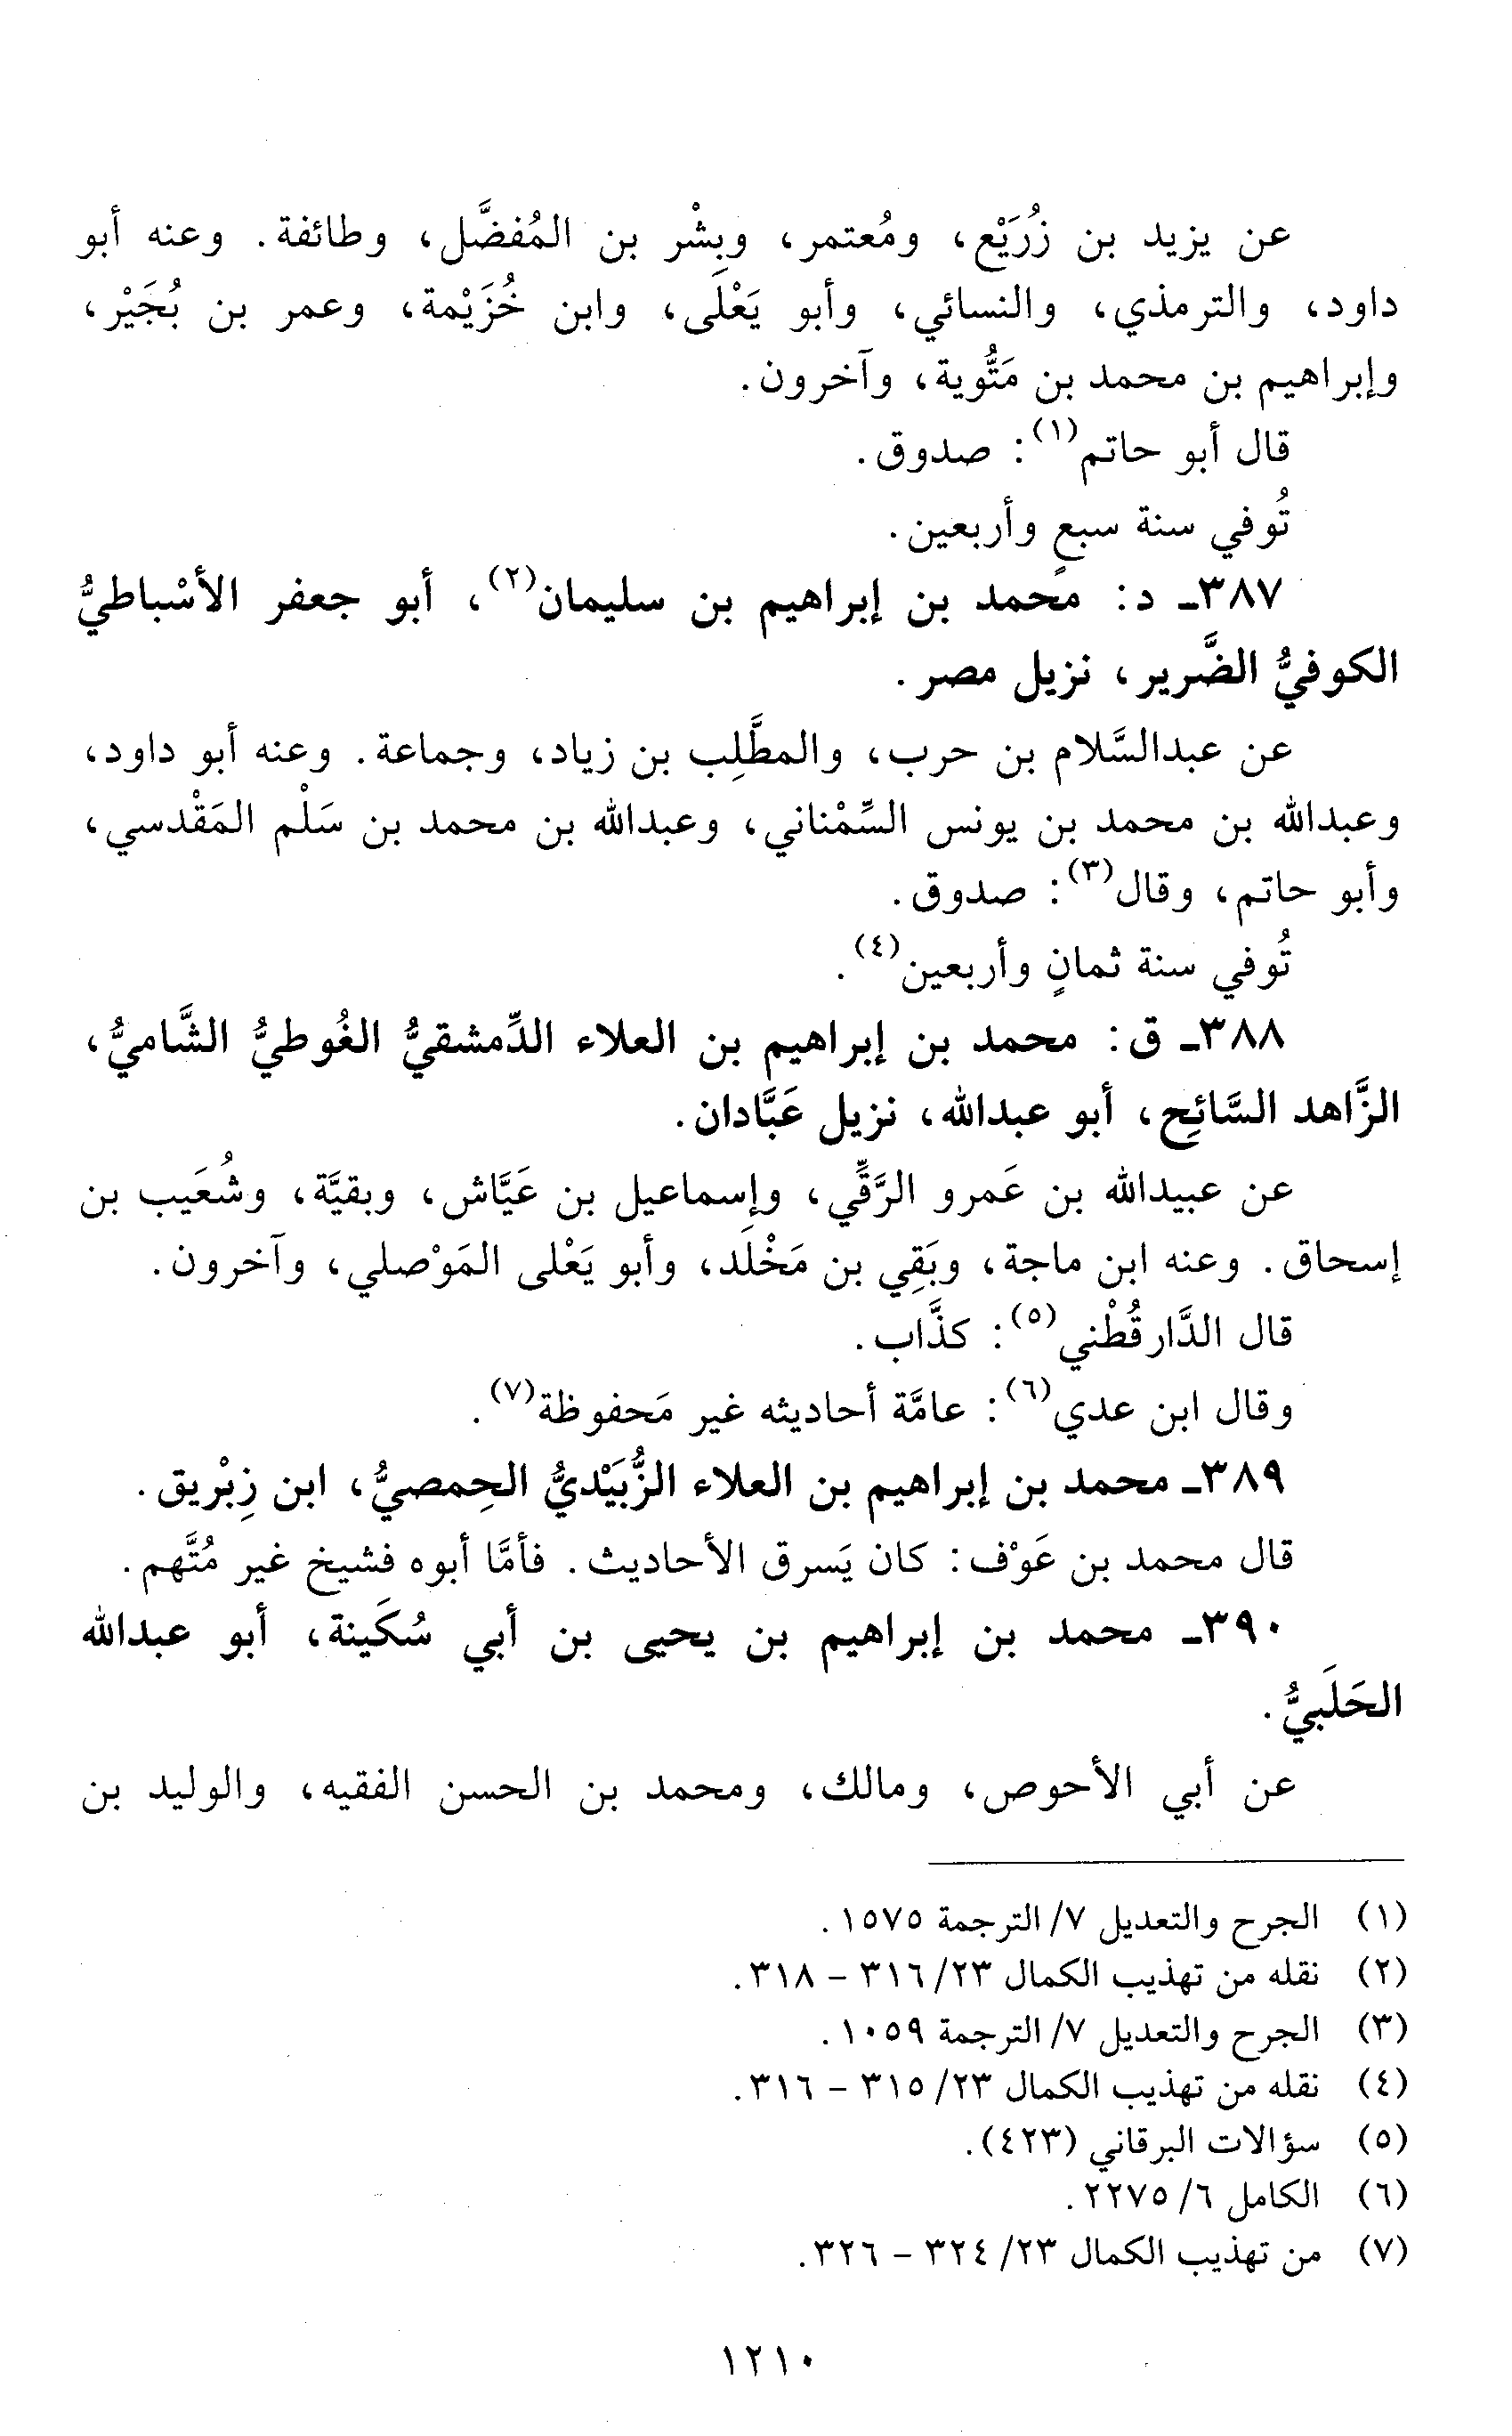 عن يزيد بن زُرَيْع، ومُعتمر، وبِشْر بن المُفضَّل، وطائفة. وعنه أبو
داود، والترمذي، والنسائي، وأبو يَعْلَى، وابن خُزَيْمة، وعمر بن بُجَيْر،
وإبراهيم بن محمد بن مَتُّوية، وآخرون.
قال أبو حاتم(١): صدوق.
تُوفي سنة سبعٍ وأربعين.
٣٨٧ـ د: محمد بن إبراهيم بن سليمان(٢)، أبو جعفر الأسْباطيُّ
الكوفيُّ الضَّرير، نزيل مصر.
عن عبدالسَّلام بن حرب، والمطَّلِب بن زياد، وجماعة. وعنه أبو داود،
وعبدالله بن محمد بن يونس السِّمْناني، وعبدالله بن محمد بن سَلْم المَقْدسي،
وأبو حاتم، وقال(٣): صدوق.
تُوفي سنة ثمانٍ وأربعين(٤).
٣٨٨ـ ق: محمد بن إبراهيم بن العلاء الدِّمشقيُّ الغُوطيُّ الشَّاميُّ،
الزَّاهد السَّائِح، أبو عبدالله، نزيل عَبَّادان.
عن عبيدالله بن عَمرو الرَّقِّي، وإسماعيل بن عَيَّاش، وبقيَّة، وشُعَيب بن
إسحاق. وعنه ابن ماجة، وبَقِي بن مَخْلَد، وأبو يَعْلى المَوْصلي، وآخرون.
قال الدَّارقُطْني(٥): كذَّاب.
وقال ابن عدي(٦): عامَّة أحاديثه غير مَحفوظة(٧).
٣٨٩ـ محمد بن إبراهيم بن العلاء الزُّبَيْديُّ الحِمصيُّ، ابن زِبْريق.
قال محمد بن عَوْف: كان يَسرق الأحاديث. فأمَّا أبوه فشيخ غير مُتَّهم.
٣٩٠ـ محمد بن إبراهيم بن يحيى بن أبي سُكَينة، أبو عبدالله
الحَلَبيُّ.
عن أبي الأحوص، ومالك، ومحمد بن الحسن الفقيه، والوليد بن
(١) الجرح والتعديل ٧/ الترجمة ١٥٧٥.
(٢) نقله من تهذيب الكمال ٢٣/ ٣١٦ - ٣١٨.
(٣) الجرح والتعديل ٧/ الترجمة ١٠٥٩.
(٤) نقله من تهذيب الكمال ٢٣/ ٣١٥ - ٣١٦.
(٥) سؤالات البرقاني (٤٢٣).
(٦) الكامل ٦/ ٢٢٧٥.
(٧) من تهذيب الكمال ٢٣/ ٣٢٤ - ٣٢٦.
١٢١٠